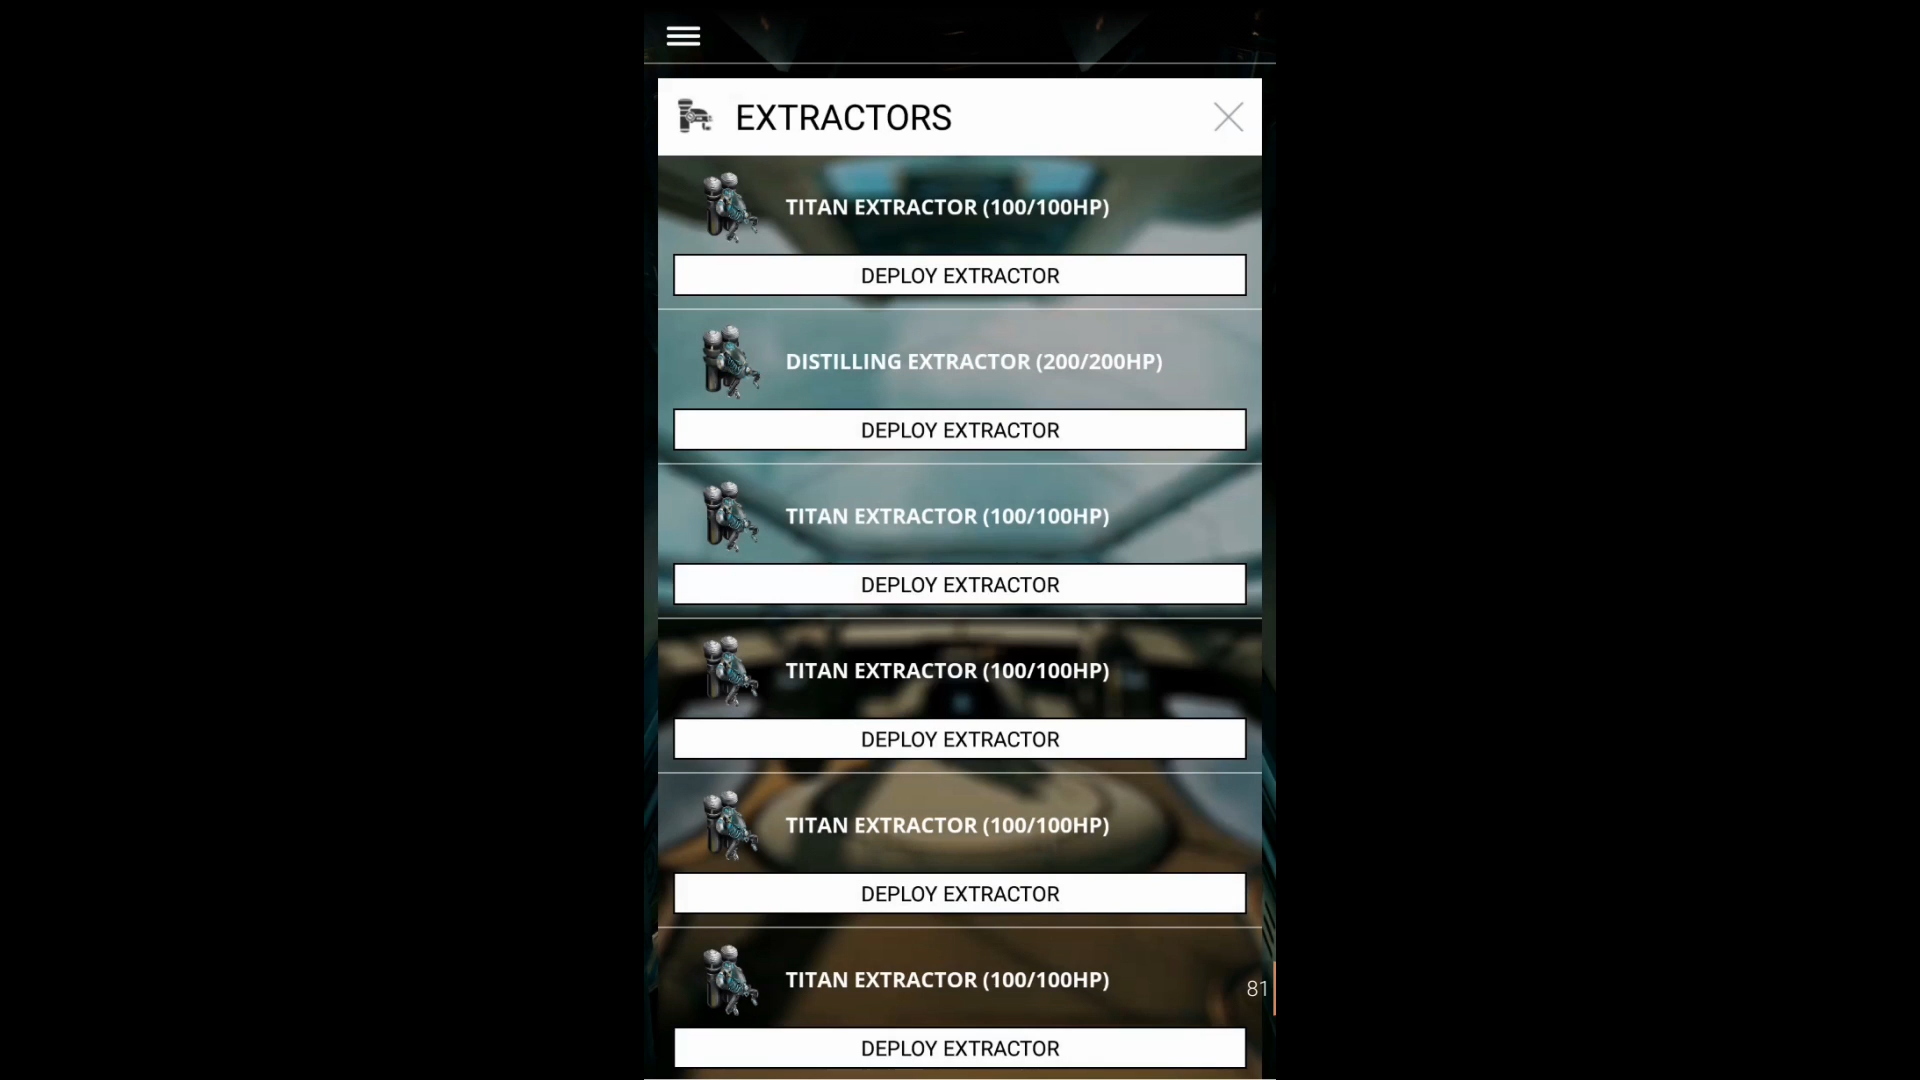 EXTRACTORS
TITAN EXTRACTOR (100/100HP)
DEPLOY EXTRACTOR
DISTILLING EXTRACTOR (200/200HP)
DEPLOY EXTRACTOR
TITAN EXTRACTOR (100/100HP)
DEPLOY EXTRACTOR
TITAN EXTRACTOR (100/100HP)
DEPLOY EXTRACTOR
TITAN EXTRACTOR (100/100HP)
DEPLOY EXTRACTOR
TITAN EXTRACTOR (100/100HP)
81
DEPLOY EXTRACTOR